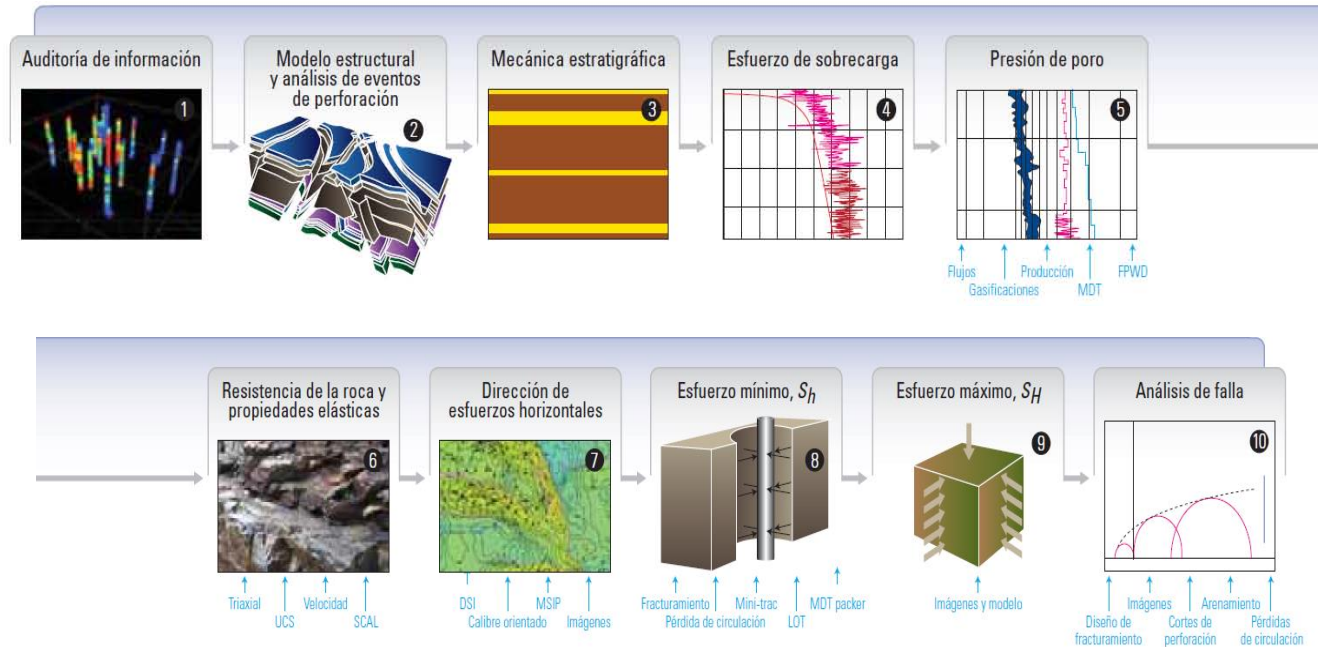 Auditoría de información
1
Modelo estructural
y análisis de eventos
de perforación
2
Mecánica estratigráfica
3
Esfuerzo de sobrecarga
4
Presión de poro
5
Flujos
Gasificaciones
Producción
MDT
FPWD
Resistencia de la roca y
propiedades elásticas
6
Triaxial
UCS
Velocidad
SCAL
Dirección de
esfuerzos horizontales
7
DSI
Calibre orientado
MSIP
Imágenes
Esfuerzo mínimo, Sh
8
Fracturamiento
Pérdida de circulación
Mini-trac
LOT
MDT packer
Esfuerzo máximo, SH
9
Imágenes y modelo
Análisis de falla
10
Diseño de
fracturamiento
Imágenes
Cortes de
perforación
Arenamiento
Pérdidas
de circulación